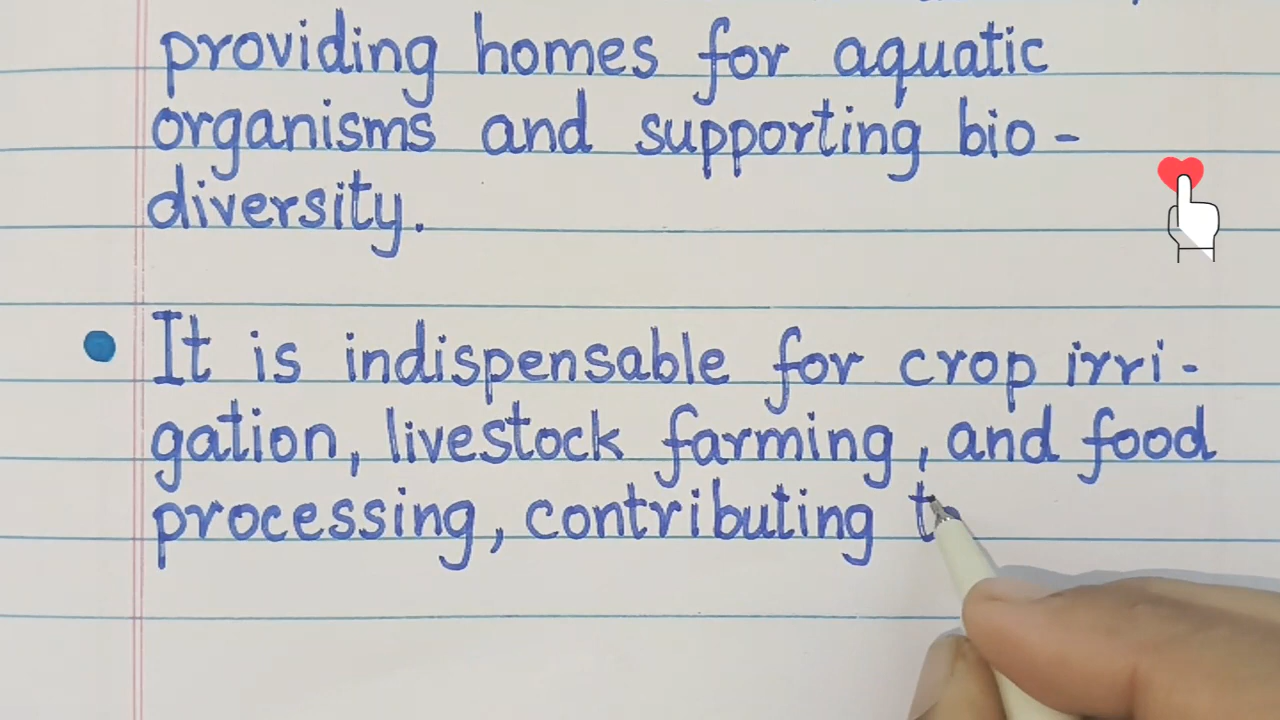 providing homes for aquatic
organisms and supporting bio-
diversity.
It is indispensable for crop irri-
gation, livestock farming, and food
processing, contributing to